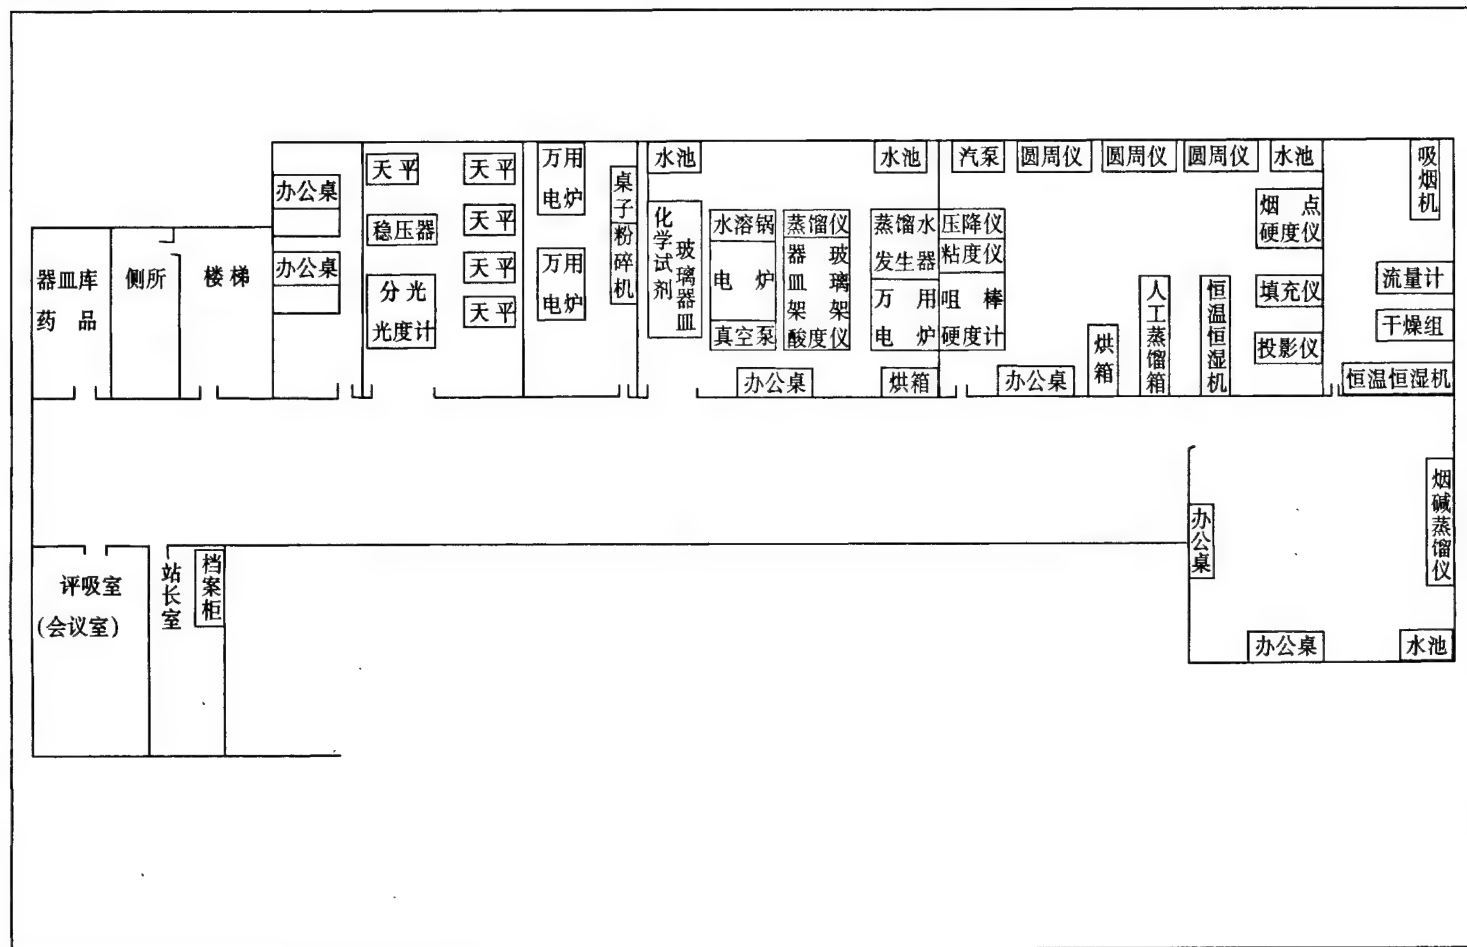 器皿库
药品
侧所
楼梯
办公桌
办公桌
天平
稳压器
分光
光度计
天平
天平
天平
天平
万用
电炉
万用
电炉
桌子
粉碎机
水池
化学试剂
玻璃器皿
水溶锅
电炉
真空泵
蒸馏仪
器皿架
玻璃架
酸度仪
办公桌
水池
蒸馏水
发生器
万用
电炉
烘箱
汽泵
压降仪
粘度仪
咀棒
硬度计
办公桌
圆周仪
圆周仪
圆周仪
水池
烘箱
人工蒸馏箱
恒温恒湿机
烟点
硬度仪
填充仪
投影仪
吸烟机
流量计
干燥组
恒温恒湿机
评吸室
(会议室)
站长室
档案柜
办公桌
烟碱蒸馏仪
办公桌
水池